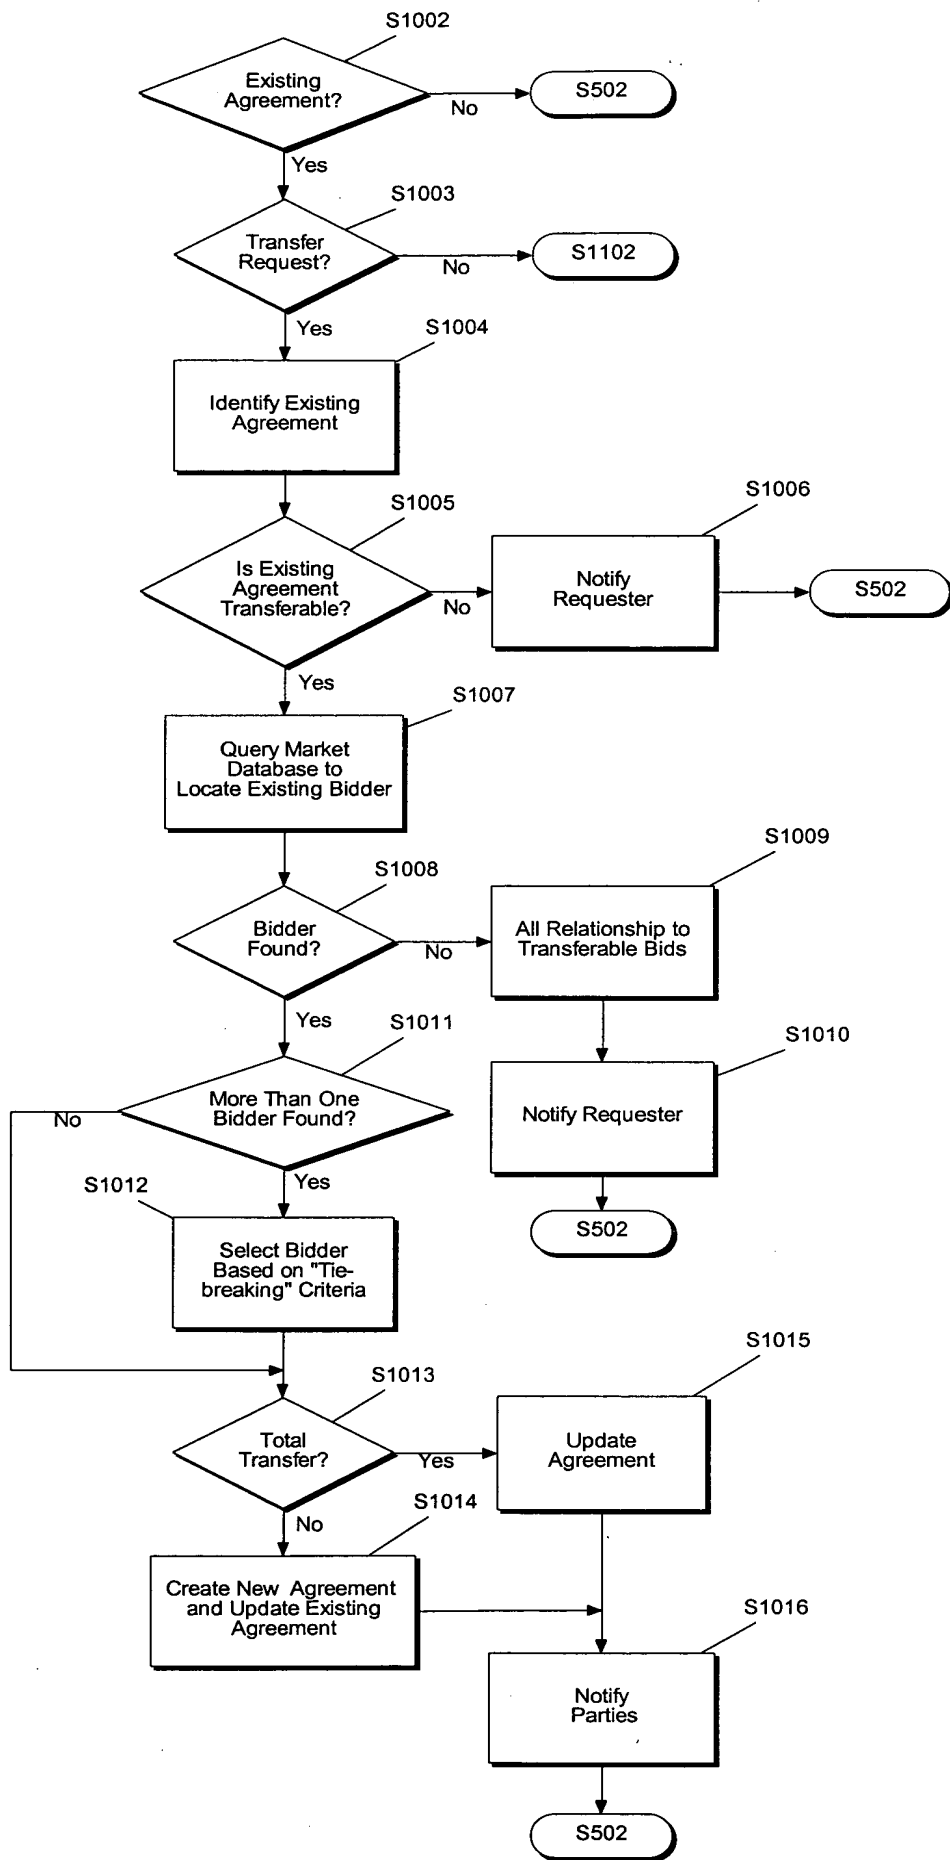 S1002
Existing
Agreement?
No
S502
Yes
S1003
Transfer
Request?
No
S1102
Yes
S1004
Identify Existing
Agreement
S1005
Is Existing
Agreement
Transferable?
No
S1006
Notify
Requester
S502
Yes
S1007
Query Market
Database to
Locate Existing Bidder
S1008
Bidder
Found?
No
S1009
All Relationship to
Transferable Bids
Yes
S1010
Notify Requester
S502
S1011
More Than One
Bidder Found?
No
Yes
S1012
Select Bidder
Based on "Tie-
breaking" Criteria
S1013
Total
Transfer?
Yes
S1015
Update
Agreement
No
S1014
Create New Agreement
and Update Existing
Agreement
S1016
Notify
Parties
S502